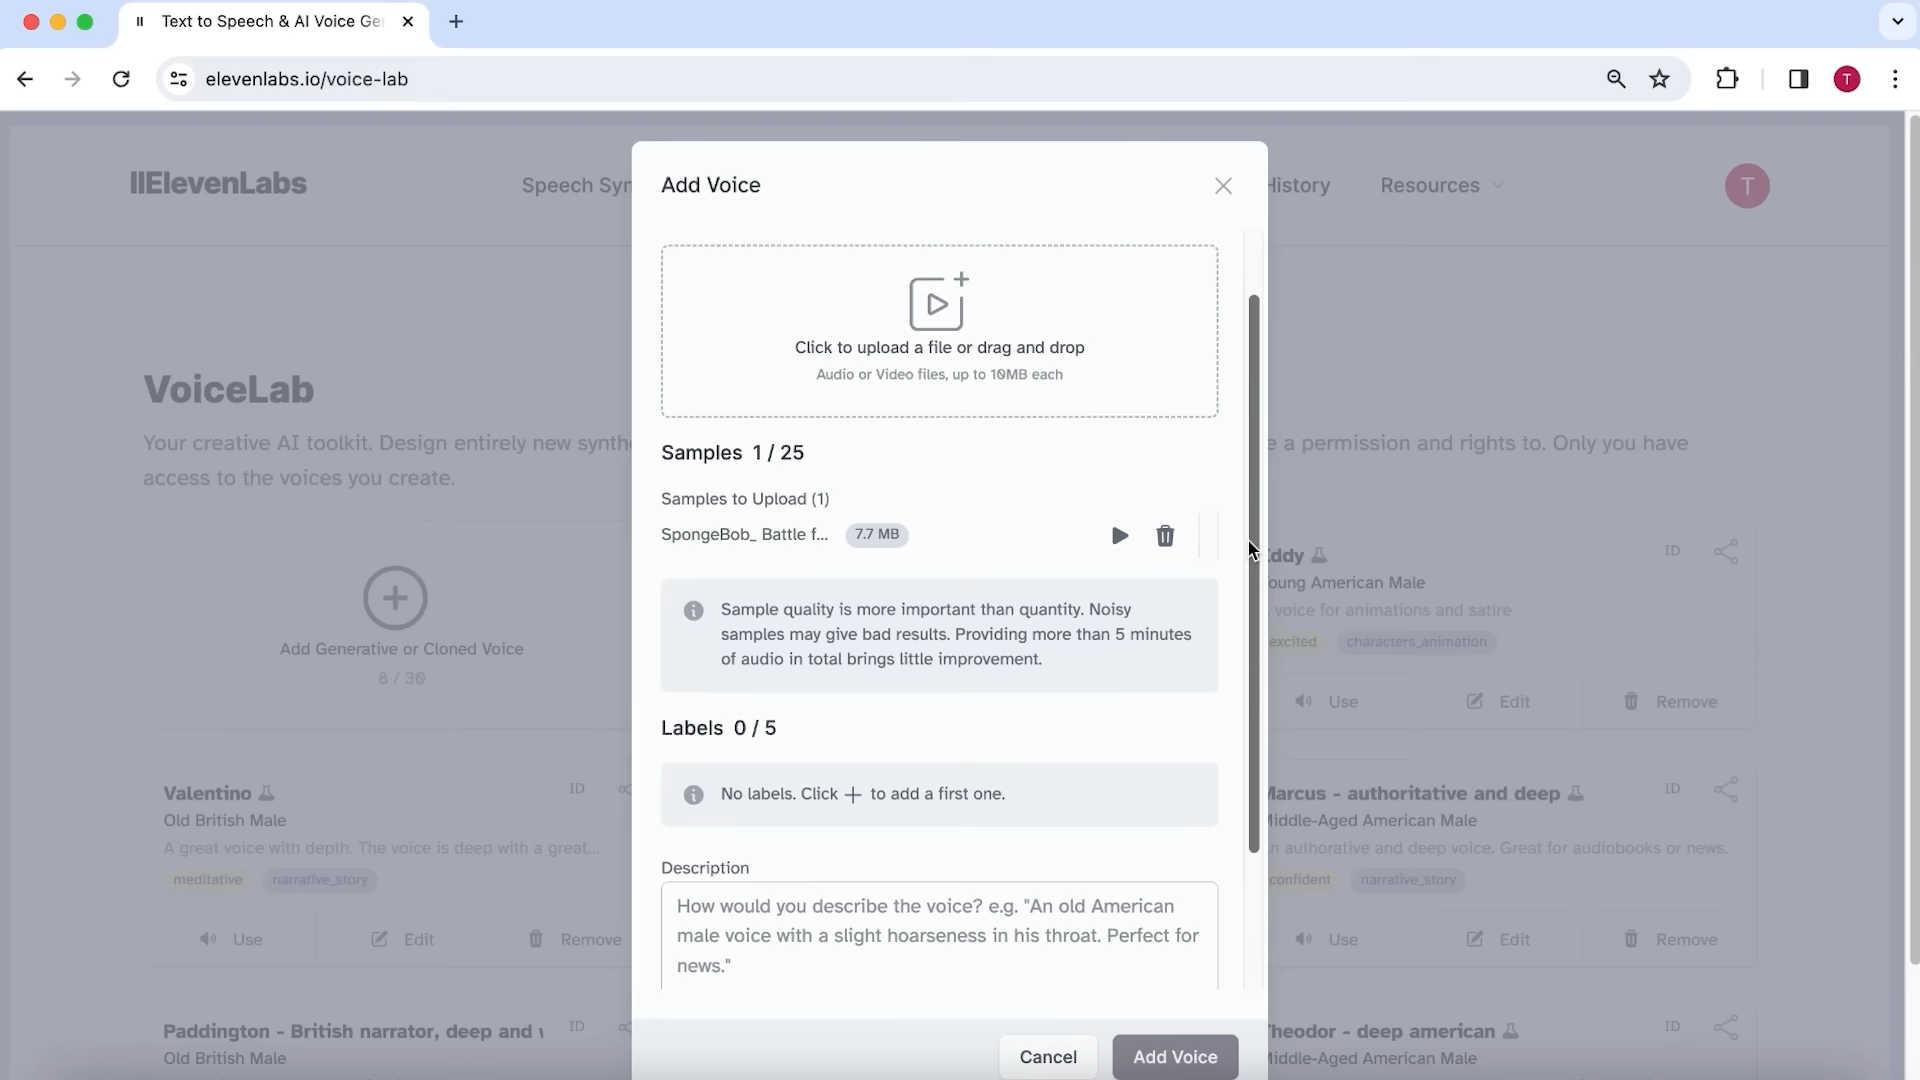 Text to Speech & AI Voice Ge
elevenlabs.io/voice-lab
T
IIElevenLabs
Speech Syn
History
Resources
T
Add Voice
Click to upload a file or drag and drop
Audio or Video files, up to 10MB each
VoiceLab
Your creative AI toolkit. Design entirely new synth
e a permission and rights to. Only you have
access to the voices you create.
Samples 1 / 25
Samples to Upload (1)
SpongeBob_ Battle f... 7.7 MB
Add Generative or Cloned Voice
8 / 30
Eddy ID
oung American Male
voice for animations and satire
excited characters_animation
Use Edit Remove
Sample quality is more important than quantity. Noisy
samples may give bad results. Providing more than 5 minutes
of audio in total brings little improvement.
Labels 0 / 5
No labels. Click + to add a first one.
Valentino ID
Old British Male
A great voice with depth. The voice is deep with a great...
meditative narrative_story
Use Edit Remove
Marcus - authoritative and deep ID
Middle-Aged American Male
n authorative and deep voice. Great for audiobooks or news.
confident narrative_story
Use Edit Remove
Description
How would you describe the voice? e.g. "An old American
male voice with a slight hoarseness in his throat. Perfect for
news."
Paddington - British narrator, deep and ID
Old British Male
Theodor - deep american ID
Middle-Aged American Male
Cancel Add Voice